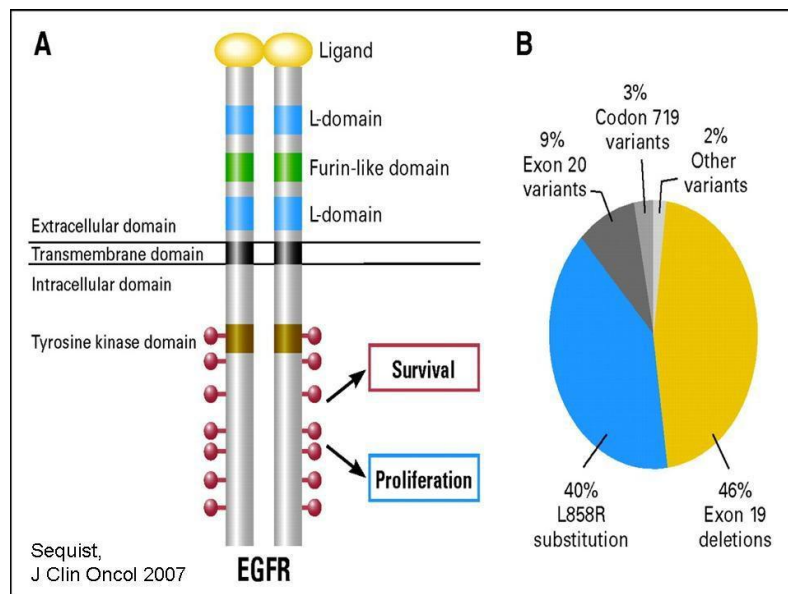 A
Ligand
L-domain
Furin-like domain
L-domain
Extracellular domain
Transmembrane domain
Intracellular domain
Tyrosine kinase domain
Survival
Proliferation
Sequist,
J Clin Oncol 2007
EGFR
B
3%
Codon 719
variants
9%
Exon 20
variants
2%
Other
variants
40%
L858R
substitution
46%
Exon 19
deletions